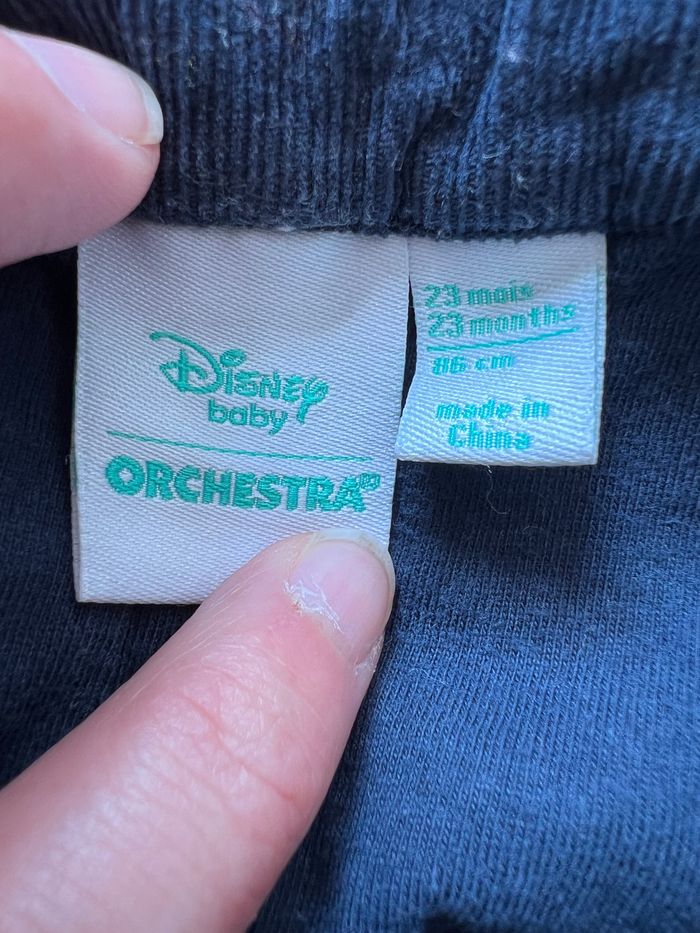 Disney
baby
ORCHESTRA
23 mois
23 months
86 cm
made in
China